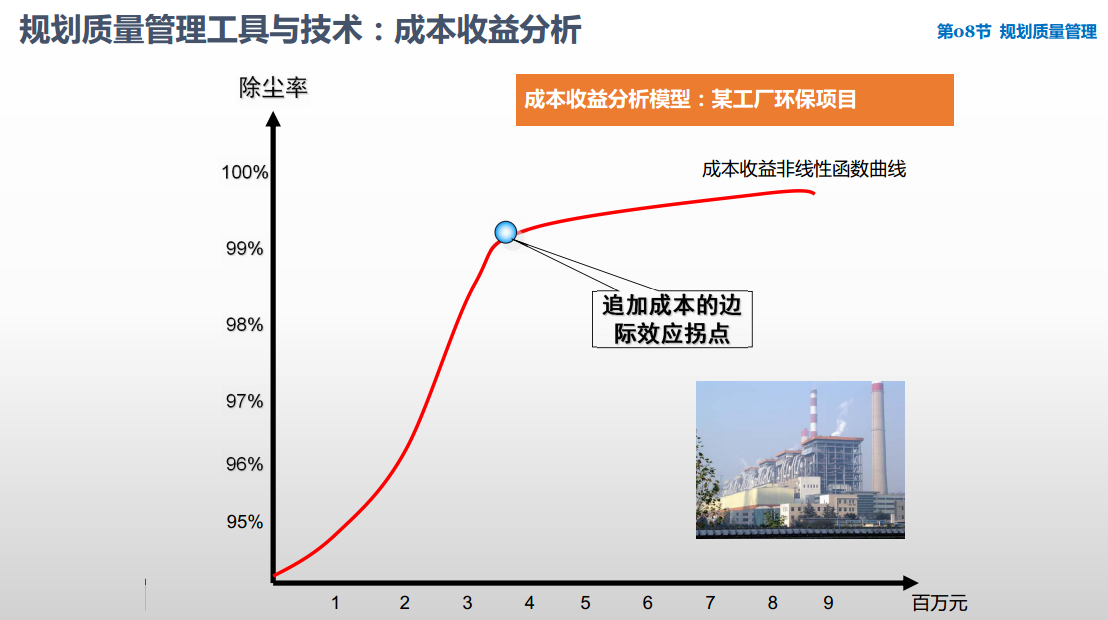 规划质量管理工具与技术：成本收益分析
第08节 规划质量管理
除尘率
成本收益分析模型：某工厂环保项目
成本收益非线性函数曲线
100%
99%
98%
97%
96%
95%
追加成本的边
际效应拐点
1 2 3 4 5 6 7 8 9 百万元